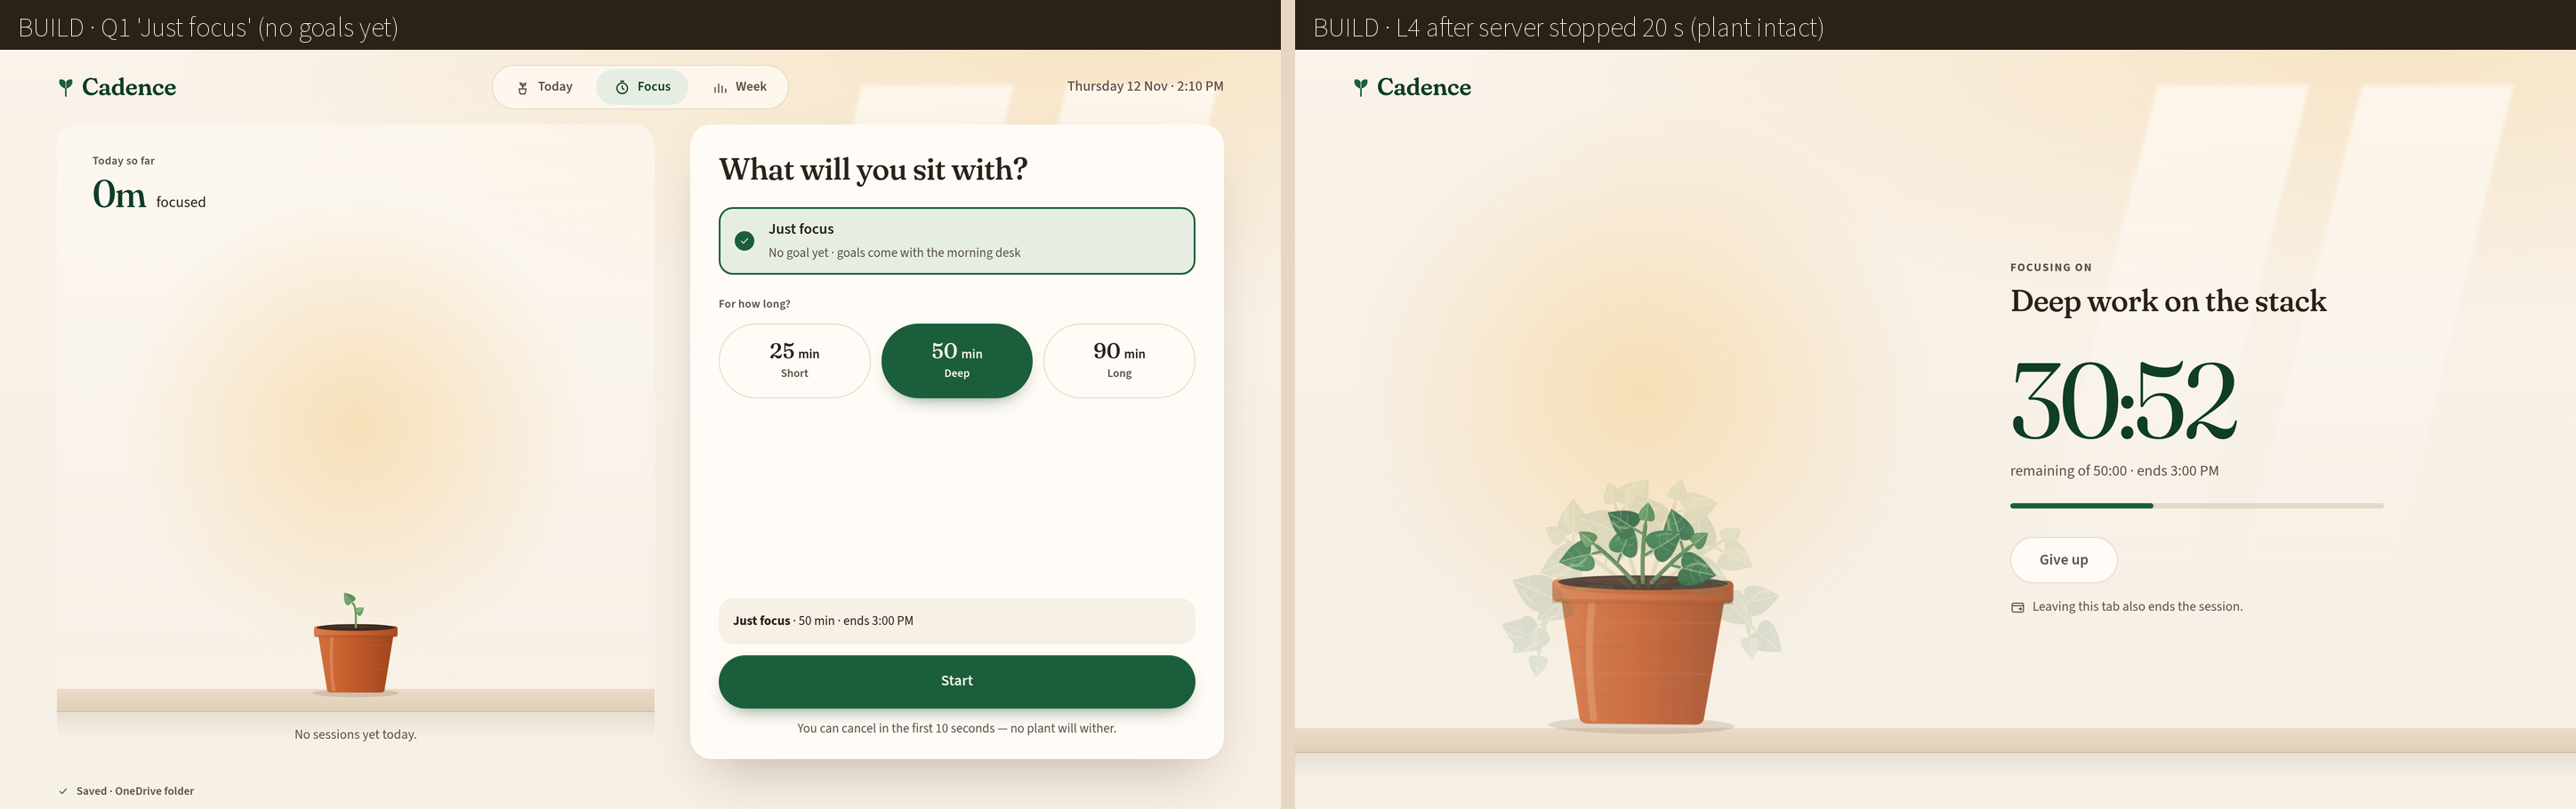 BUILD · Q1 'Just focus' (no goals yet)
Cadence
Today
Focus
Week
Thursday 12 Nov · 2:10 PM
Today so far
0m focused
No sessions yet today.
Saved · OneDrive folder
What will you sit with?
Just focus
No goal yet · goals come with the morning desk
For how long?
25 min
Short
50 min
Deep
90 min
Long
Just focus · 50 min · ends 3:00 PM
Start
You can cancel in the first 10 seconds — no plant will wither.
BUILD · L4 after server stopped 20 s (plant intact)
Cadence
FOCUSING ON
Deep work on the stack
30:52
remaining of 50:00 · ends 3:00 PM
Give up
Leaving this tab also ends the session.